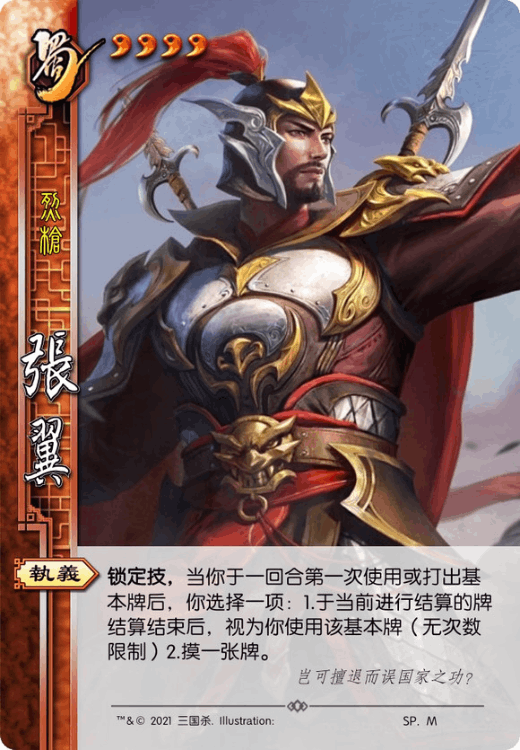 蜀
烈槍
張翼
執義
锁定技，当你于一回合第一次使用或打出基
本牌后，你选择一项：1.于当前进行结算的牌
结算结束后，视为你使用该基本牌（无次数
限制）2.摸一张牌。
岂可擅退而误国家之功？
™&© 2021 三国杀. Illustration:
SP. M